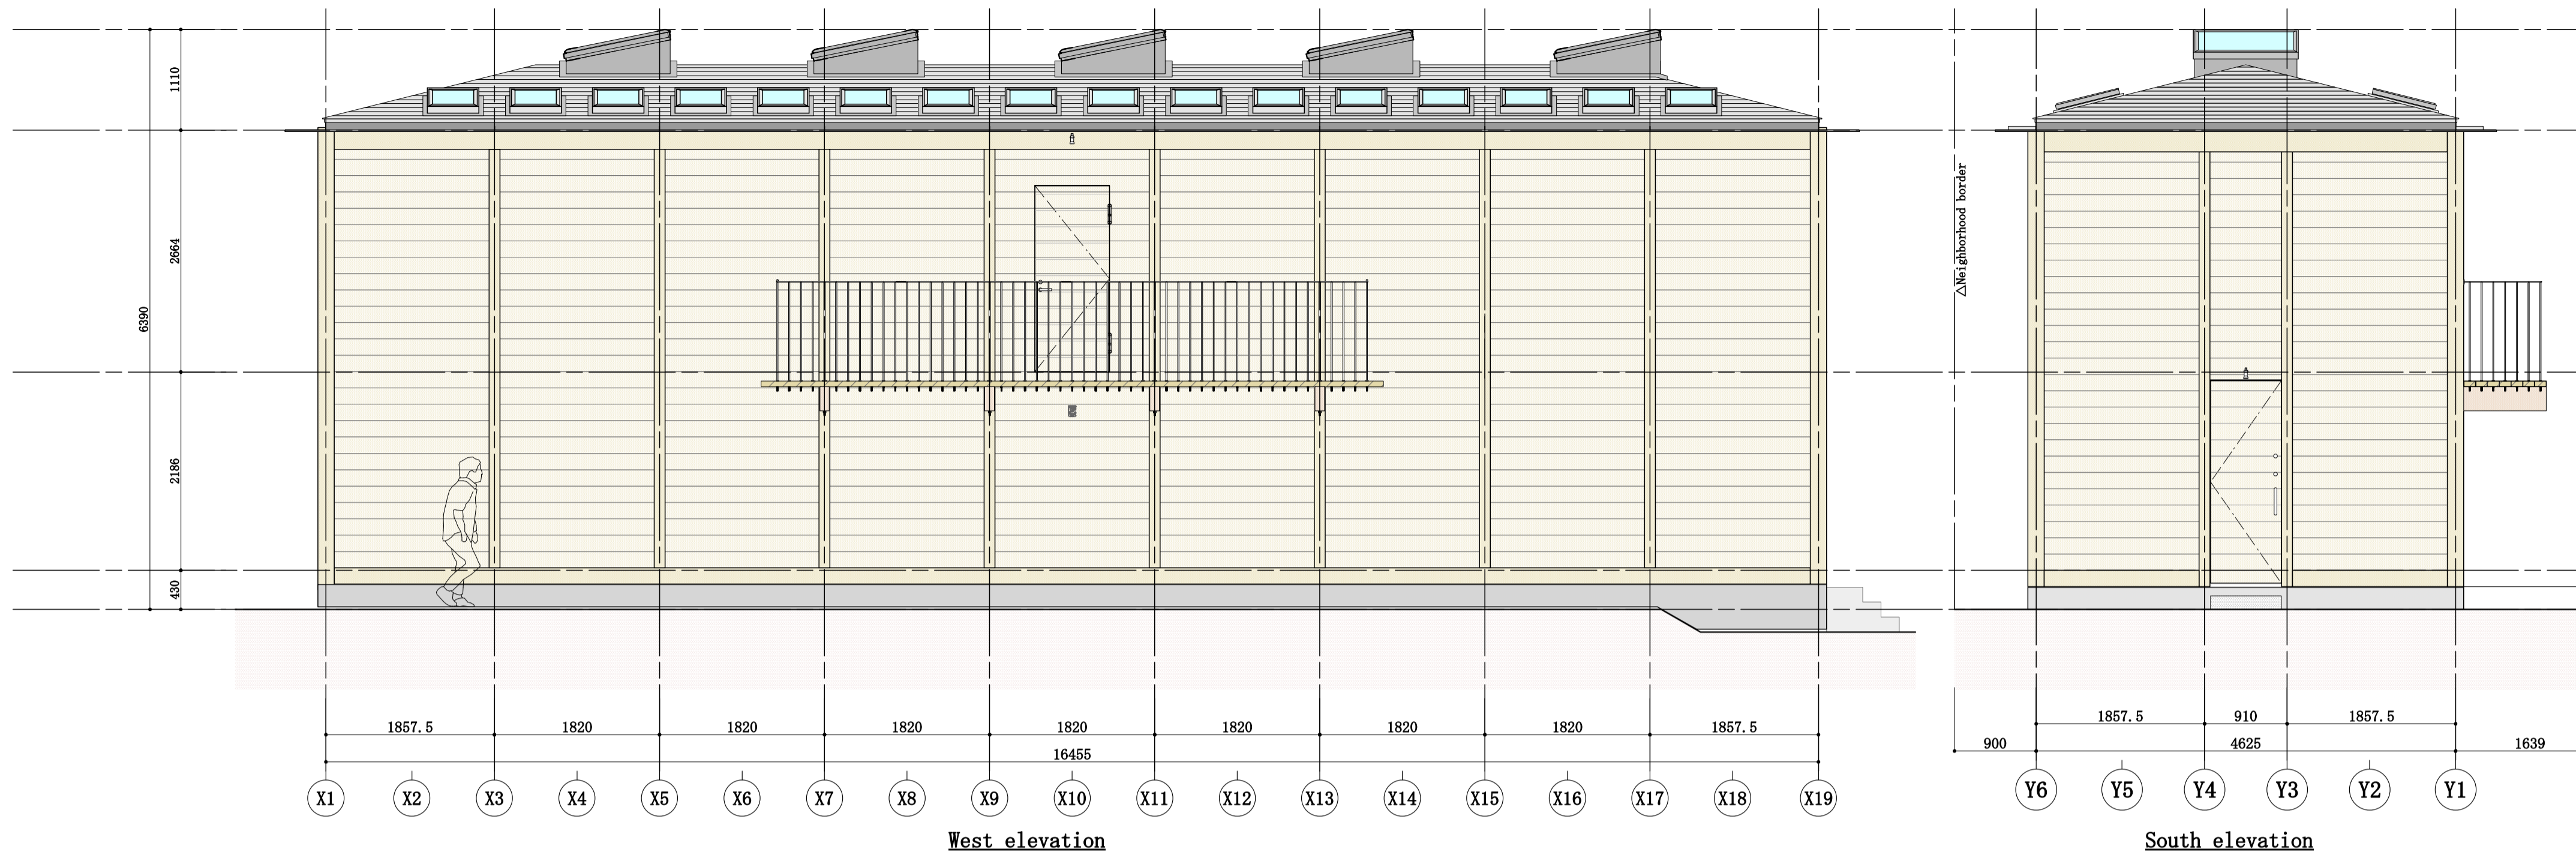 1110
2664
6390
2186
430
△Neighborhood border
1857.5 1820 1820 1820 1820 1820 1820 1820 1857.5
16455
X1 X2 X3 X4 X5 X6 X7 X8 X9 X10 X11 X12 X13 X14 X15 X16 X17 X18 X19
West elevation
1857.5 910 1857.5
900 4625 1639
Y6 Y5 Y4 Y3 Y2 Y1
South elevation